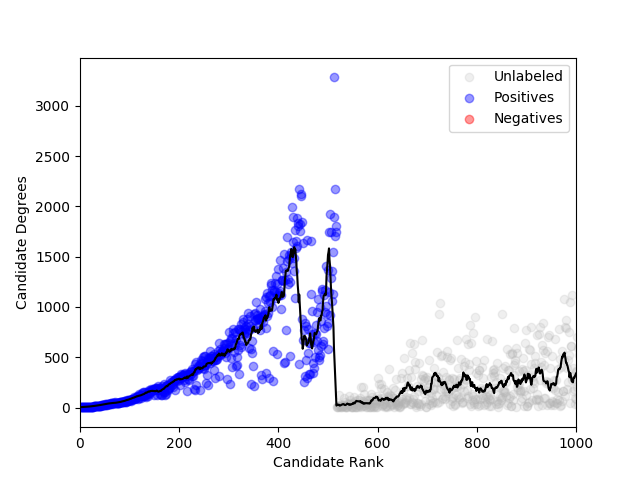 Unlabeled
Positives
Negatives
3000
2500
2000
1500
1000
500
0
Candidate Degrees
0 200 400 600 800 1000
Candidate Rank